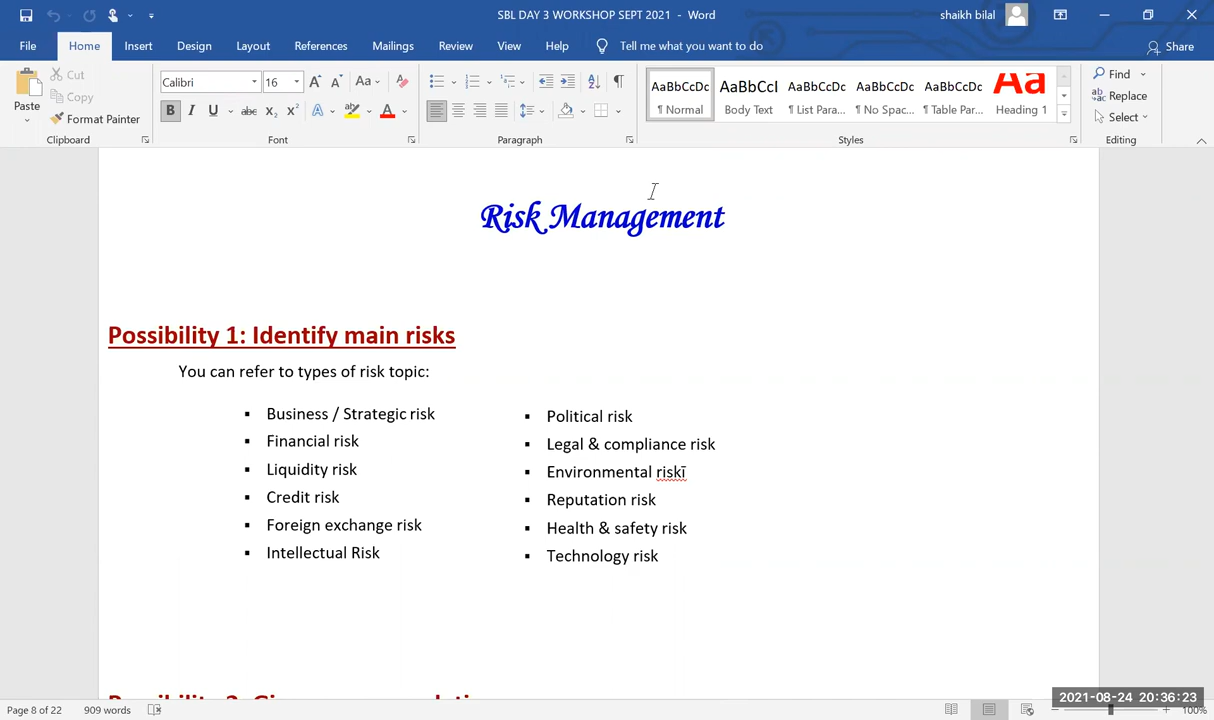 SBL DAY 3 WORKSHOP SEPT 2021 - Word
shaikh bilal
File Home Insert Design Layout References Mailings Review View Help Tell me what you want to do Share
Paste
Cut
Copy
Format Painter
Clipboard
Calibri 16
Font
Paragraph
AaBbCcDc AaBbCcI AaBbCcDc AaBbCcDc AaBbCcDc Aa
¶ Normal Body Text ¶ List Para... ¶ No Spac... ¶ Table Par... Heading 1
Styles
Find
Replace
Select
Editing
Risk Management
Possibility 1: Identify main risks
You can refer to types of risk topic:
▪ Business / Strategic risk
▪ Financial risk
▪ Liquidity risk
▪ Credit risk
▪ Foreign exchange risk
▪ Intellectual Risk
▪ Political risk
▪ Legal & compliance risk
▪ Environmental riskī
▪ Reputation risk
▪ Health & safety risk
▪ Technology risk
2021-08-24 20:36:23
Page 8 of 22 909 words 100%